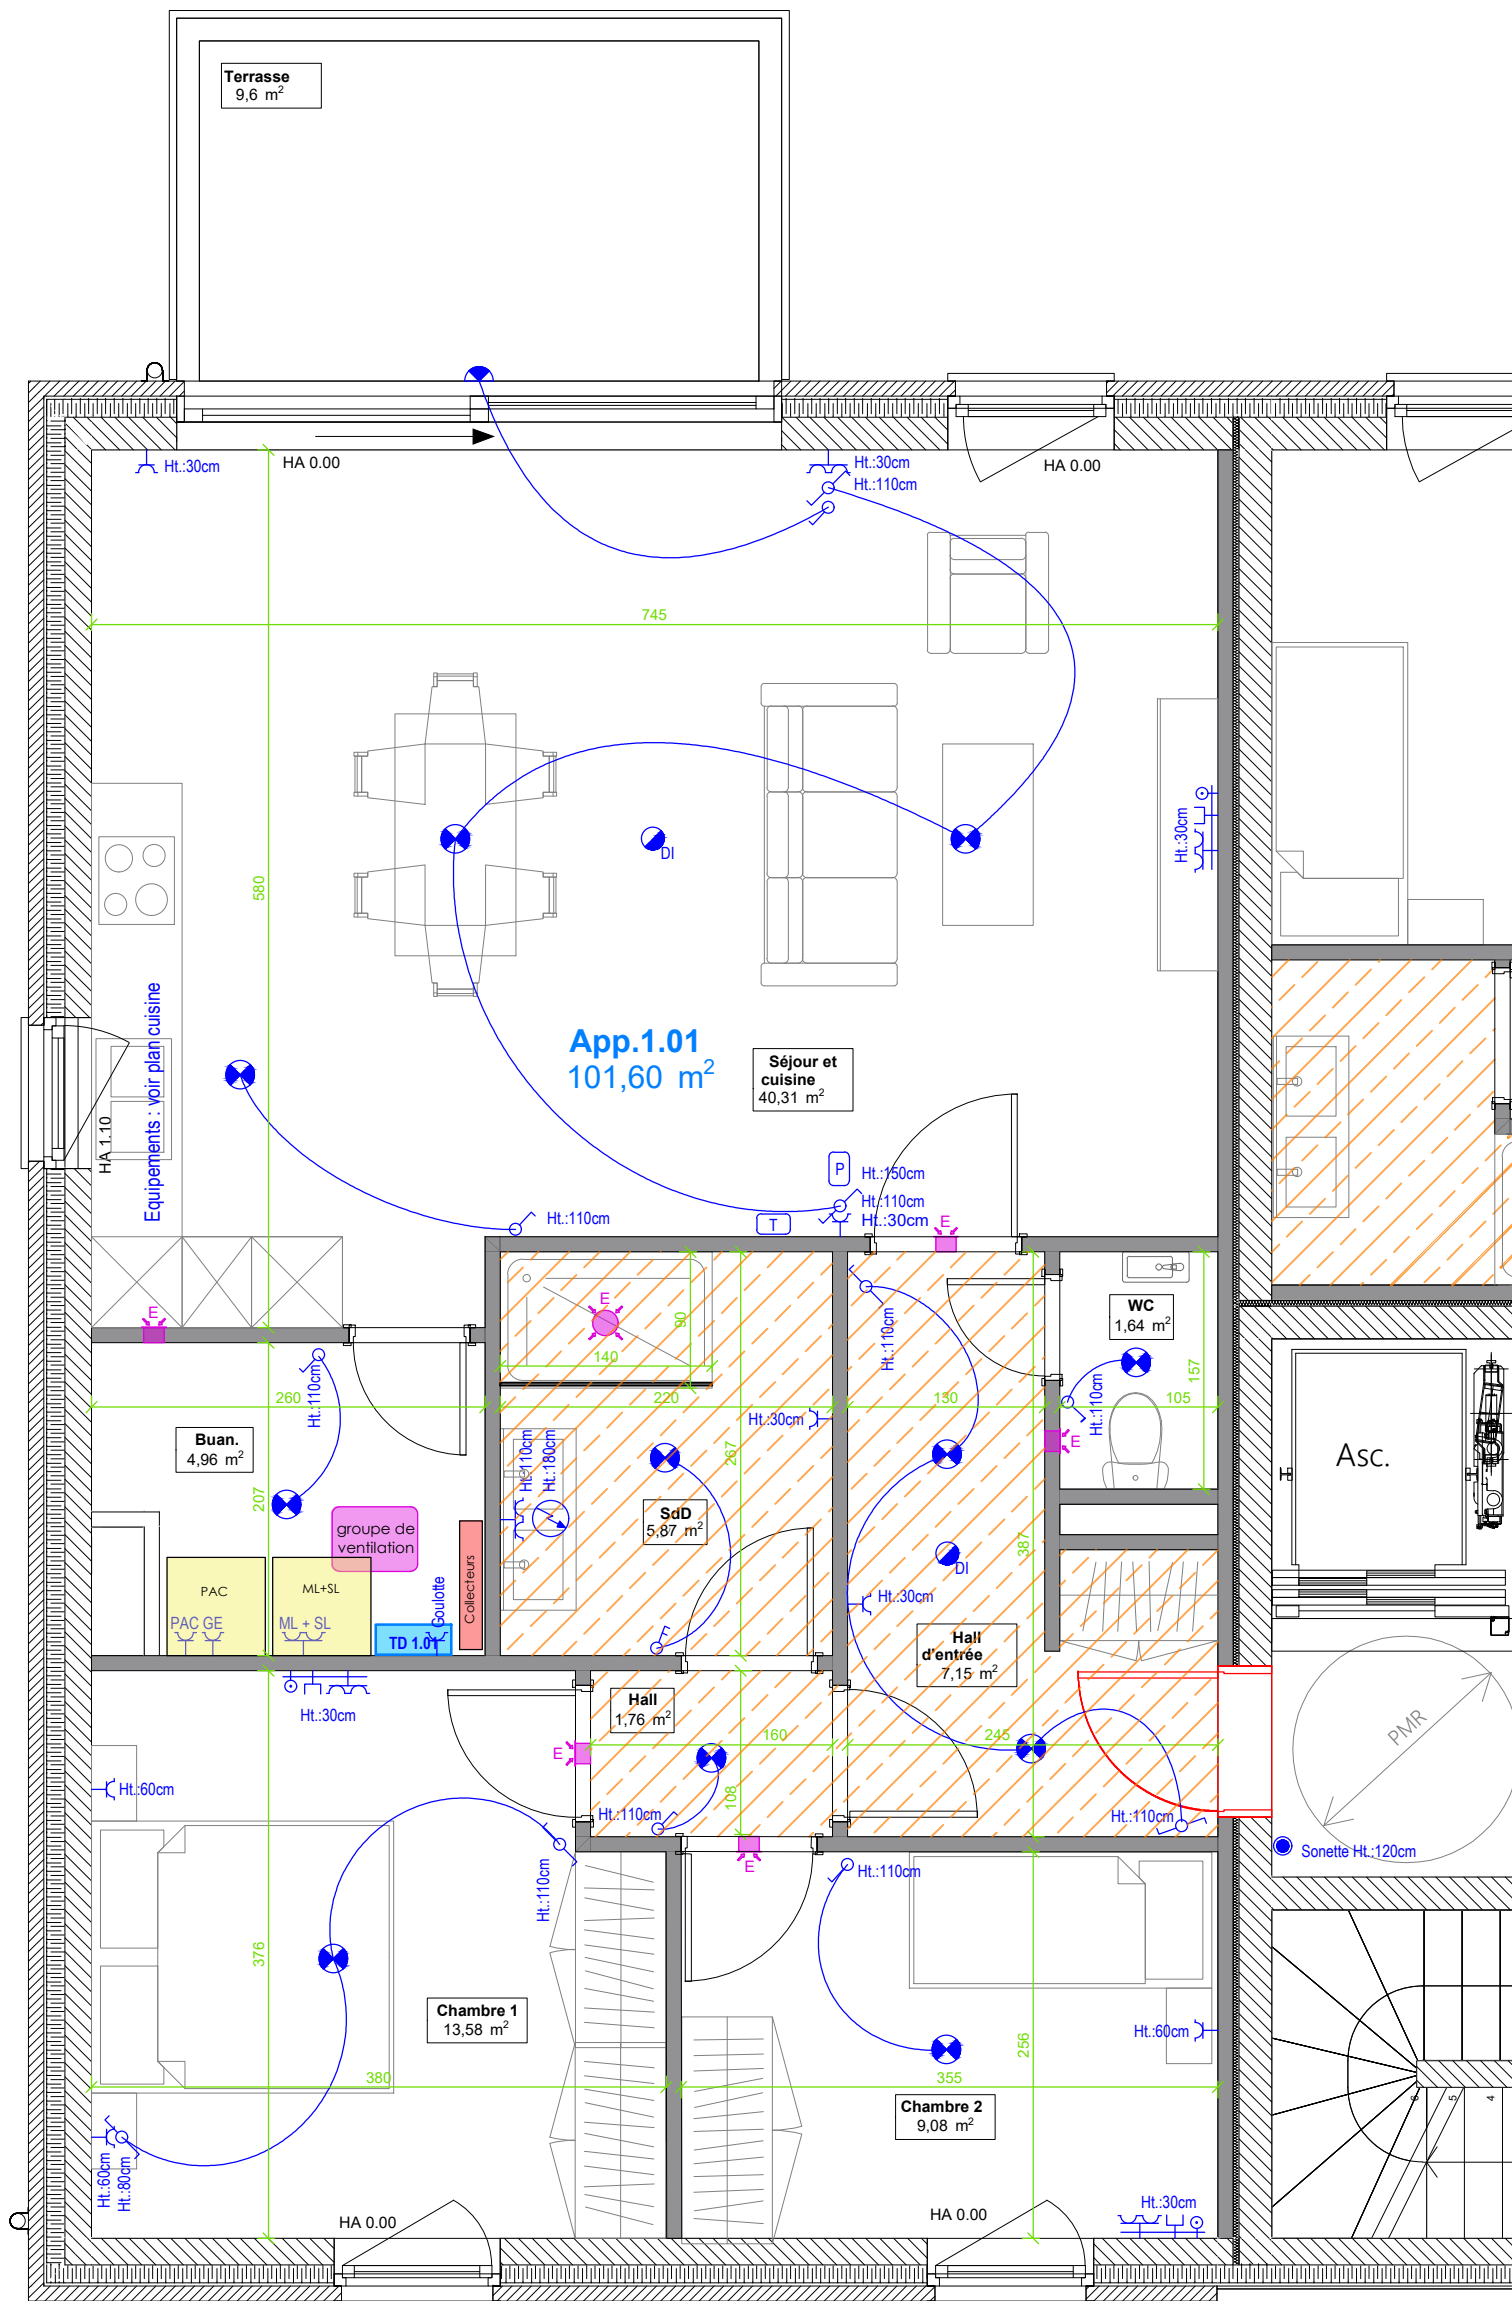 Terrasse
9,6 m²
Ht.:30cm
HA 0.00
Ht.:30cm
Ht.:110cm
HA 0.00
745
580
DI
Ht.:30cm
App.1.01
101,60 m²
Séjour et
cuisine
40,31 m²
Equipements : voir plan cuisine
HA 1.10
P
Ht.:150cm
Ht.:110cm
Ht.:30cm
T
Ht.:110cm
E
E
E
90
140
WC
1,64 m²
157
Ht.:110cm
Ht.:110cm
Ht.:110cm
260
220
130
105
Ht.:30cm
E
Buan.
4,96 m²
207
267
Ht.:110cm
Ht.:180cm
SdD
5,87 m²
387
Asc.
groupe de
ventilation
Collecteurs
Goulotte
PAC
ML+SL
PAC GE
ML + SL
TD 1.01
DI
Ht.:30cm
Hall
d'entrée
7,15 m²
Ht.:30cm
Hall
1,76 m²
160
245
PMR
E
108
Ht.:60cm
Ht.:110cm
Ht.:110cm
Sonette Ht.:120cm
E
Ht.:110cm
Ht.:110cm
376
Chambre 1
13,58 m²
256
Ht.:60cm
380
355
Chambre 2
9,08 m²
6
5
4
Ht.:60cm
Ht.:80cm
HA 0.00
HA 0.00
Ht.:30cm